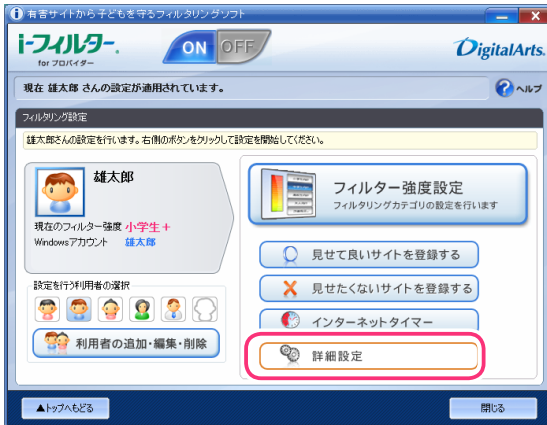 有害サイトから子どもを守るフィルタリングソフト
i-フィルター®
for プロバイダー
ON OFF
DigitalArts®
現在 雄太郎 さんの設定が適用されています。
ヘルプ
フィルタリング設定
雄太郎さんの設定を行います。右側のボタンをクリックして設定を開始してください。
雄太郎
現在のフィルター強度 小学生＋
Windowsアカウント 雄太郎
設定を行う利用者の選択
利用者の追加・編集・削除
フィルター強度設定
フィルタリングカテゴリの設定を行います
見せて良いサイトを登録する
見せたくないサイトを登録する
インターネットタイマー
詳細設定
▲トップへもどる
閉じる